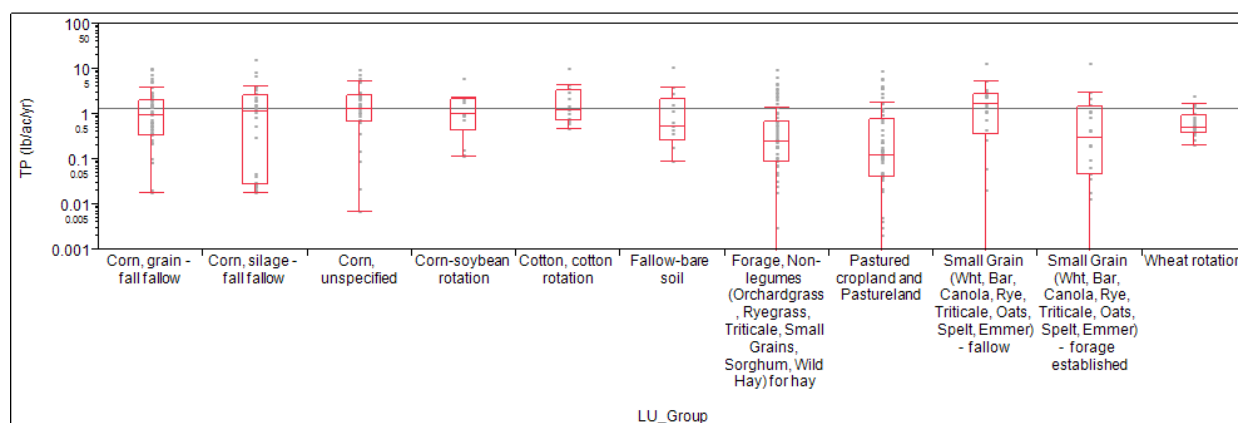 100
50
10
5
1
0.5
0.1
0.05
0.01
0.005
0.001
TP (lb/ac/yr)
Corn, grain -
fall fallow
Corn, silage -
fall fallow
Corn,
unspecified
Corn-soybean
rotation
Cotton, cotton
rotation
Fallow-bare
soil
Forage, Non-
legumes
(Orchardgrass
, Ryegrass,
Triticale, Small
Grains,
Sorghum, Wild
Hay) for hay
Pastured
cropland and
Pastureland
Small Grain
(Wht, Bar,
Canola, Rye,
Triticale, Oats,
Spelt, Emmer)
- fallow
Small Grain
(Wht, Bar,
Canola, Rye,
Triticale, Oats,
Spelt, Emmer)
- forage
established
Wheat rotation
LU_Group